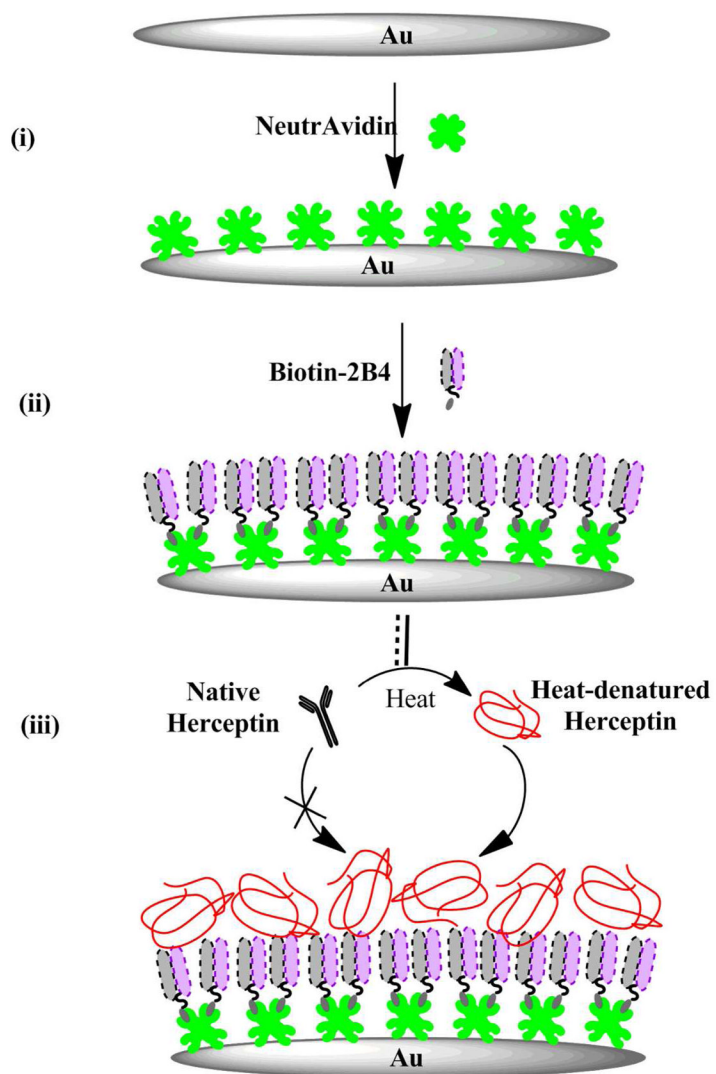 Au
NeutrAvidin
(i)
Au
Biotin-2B4
(ii)
Au
Native
Herceptin
Heat
Heat-denatured
Herceptin
(iii)
Au